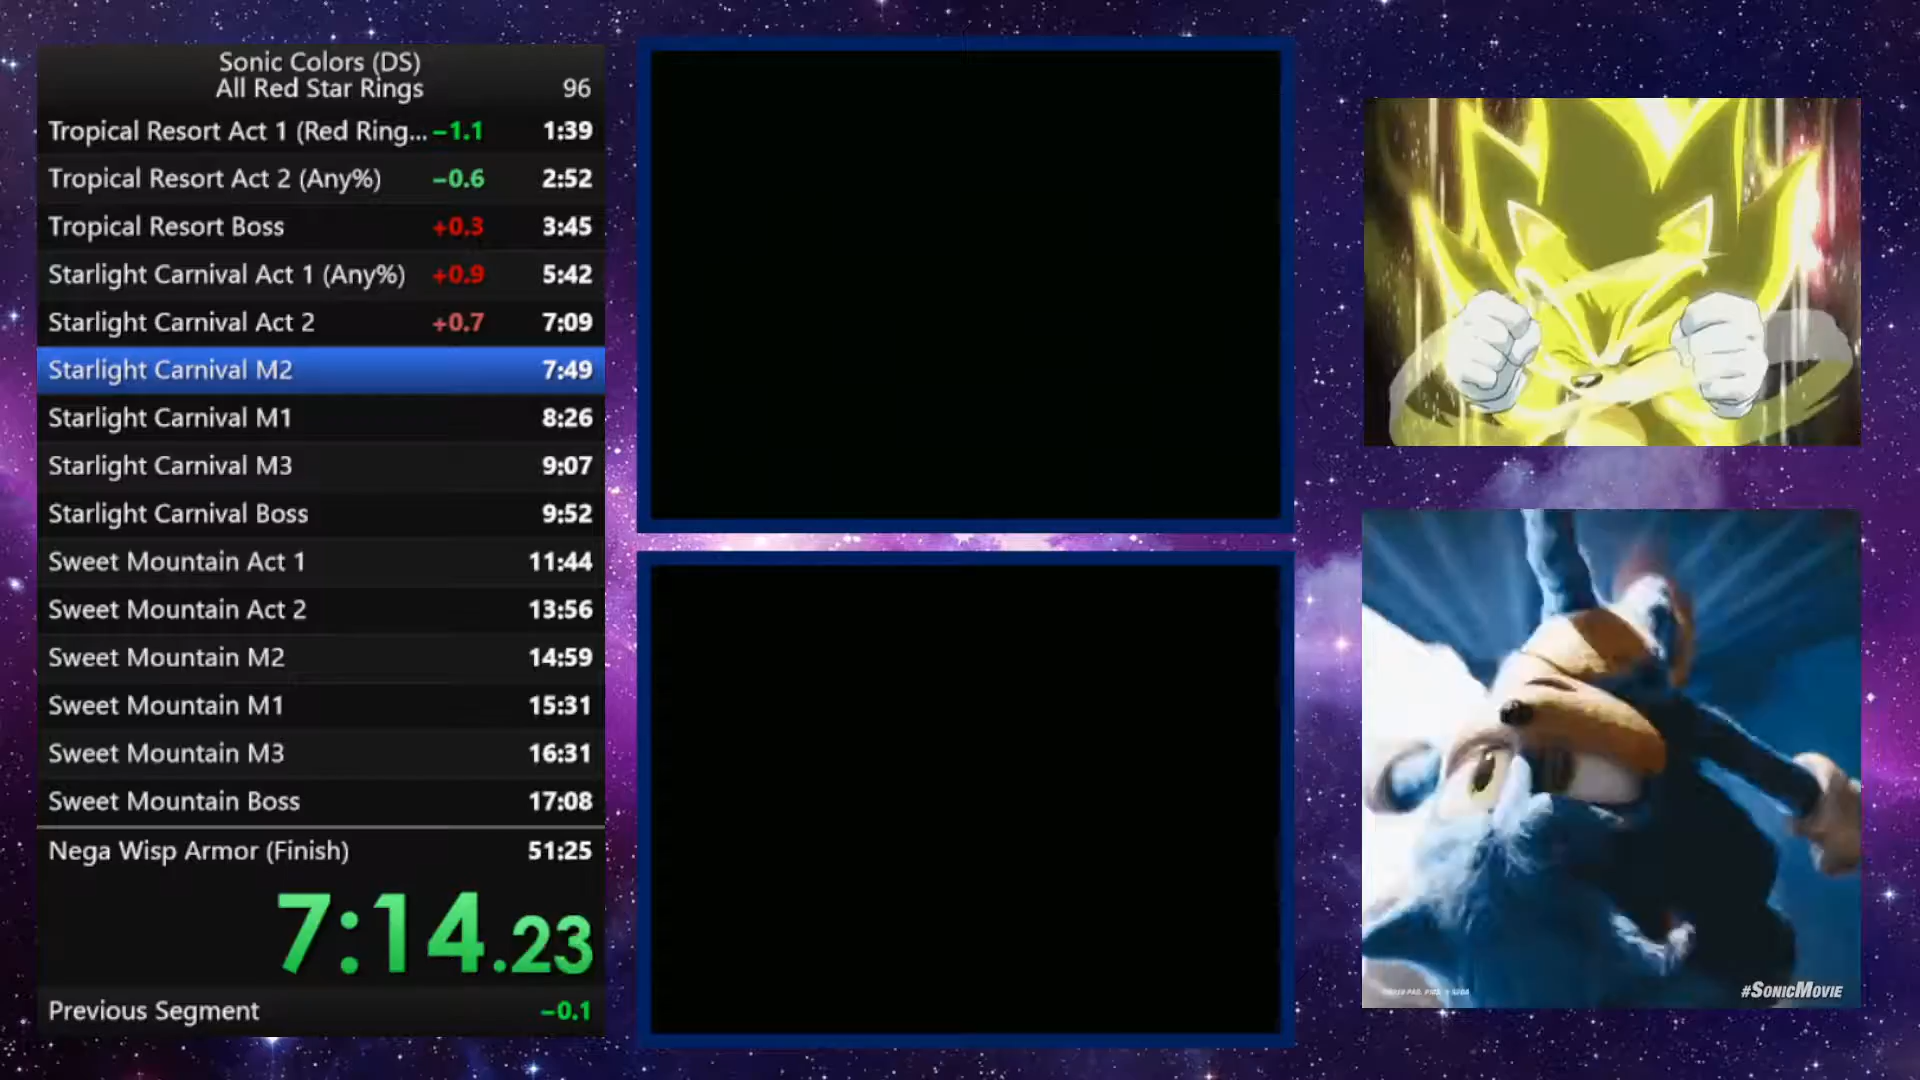 Sonic Colors (DS)
All Red Star Rings 96
Tropical Resort Act 1 (Red Ring... −1.1 1:39
Tropical Resort Act 2 (Any%) −0.6 2:52
Tropical Resort Boss +0.3 3:45
Starlight Carnival Act 1 (Any%) +0.9 5:42
Starlight Carnival Act 2 +0.7 7:09
Starlight Carnival M2 7:49
Starlight Carnival M1 8:26
Starlight Carnival M3 9:07
Starlight Carnival Boss 9:52
Sweet Mountain Act 1 11:44
Sweet Mountain Act 2 13:56
Sweet Mountain M2 14:59
Sweet Mountain M1 15:31
Sweet Mountain M3 16:31
Sweet Mountain Boss 17:08
Nega Wisp Armor (Finish) 51:25
7:14.23
Previous Segment −0.1
#SONICMOVIE